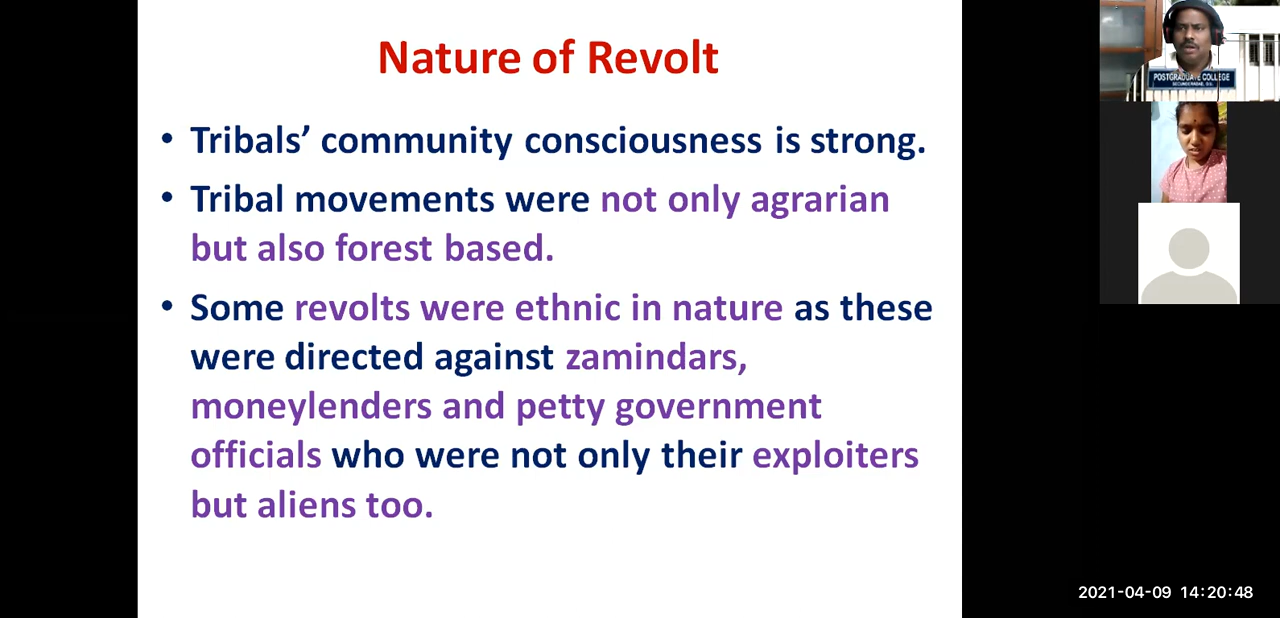 Nature of Revolt
• Tribals’ community consciousness is strong.
• Tribal movements were not only agrarian
but also forest based.
• Some revolts were ethnic in nature as these
were directed against zamindars,
moneylenders and petty government
officials who were not only their exploiters
but aliens too.
POSTGRADUATE COLLEGE
2021-04-09 14:20:48